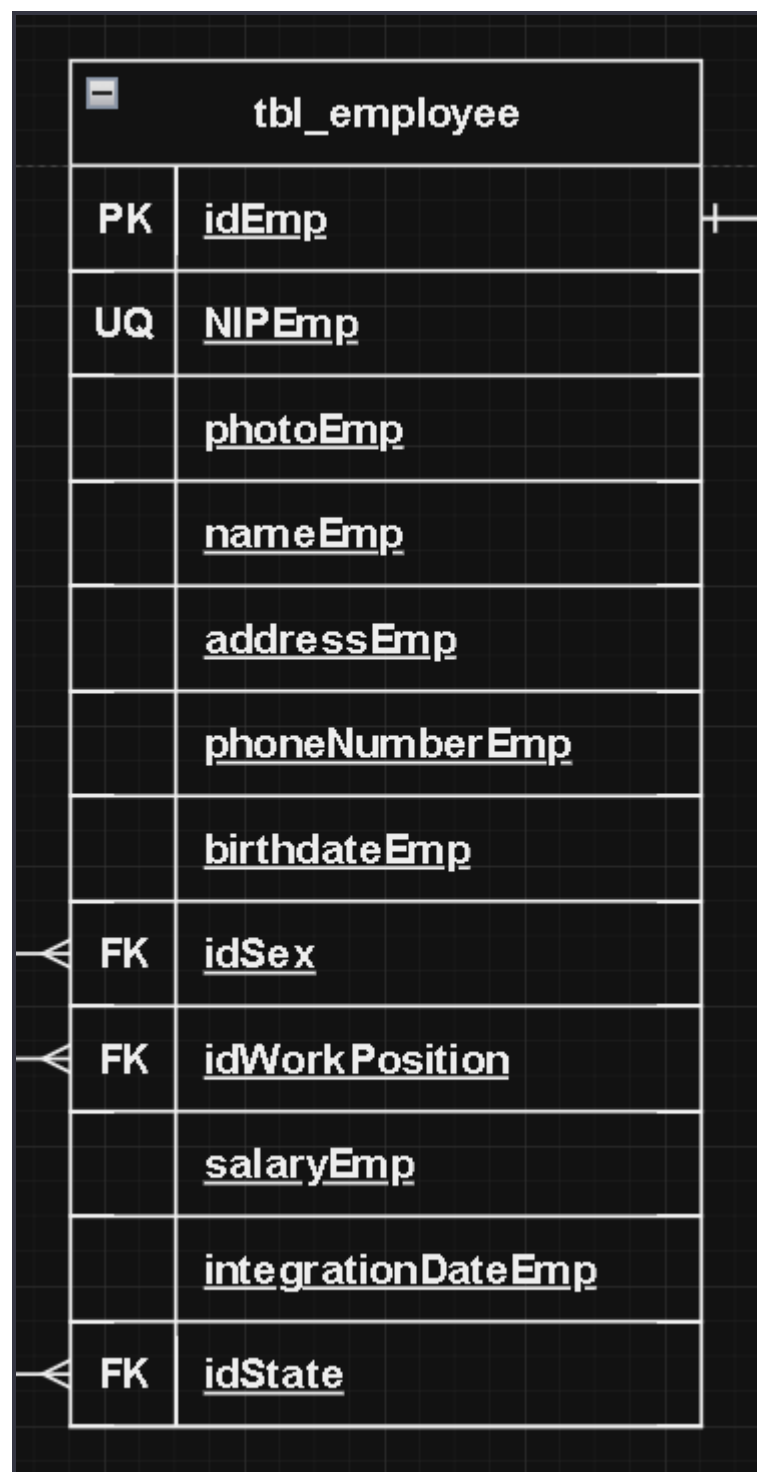 tbl_employee
PK idEmp
UQ NIPEmp
photoEmp
nameEmp
addressEmp
phoneNumberEmp
birthdateEmp
FK idSex
FK idWorkPosition
salaryEmp
integrationDateEmp
FK idState